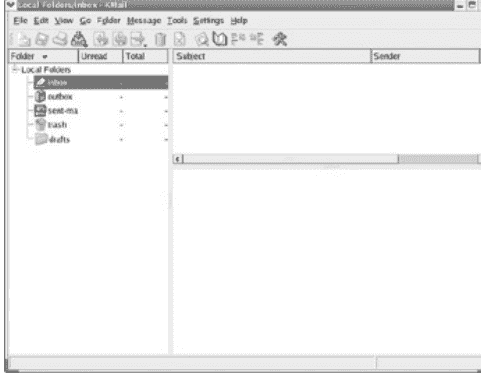 Local Folders/inbox - KMail
File Edit View Go Folder Message Tools Settings Help
Folder Unread Total Subject Sender
Local Folders
inbox - -
outbox - -
sent-ma - -
trash - -
drafts - -